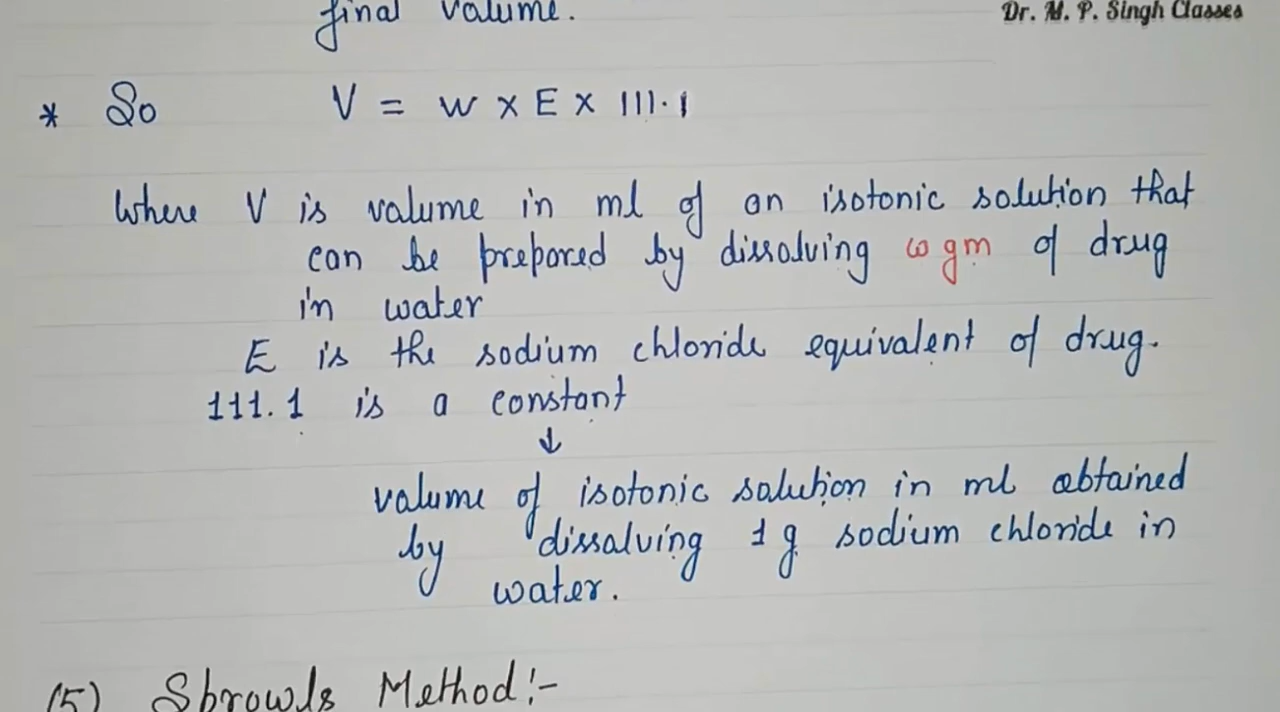 final volume.
Dr. M. P. Singh Classes
* So V = W x E x 111.1
Where V is volume in ml of an isotonic solution that
can be prepared by dissolving w gm of drug
in water
E is the sodium chloride equivalent of drug.
111.1 is a constant
↓
volume of isotonic solution in ml obtained
by dissolving 1 g sodium chloride in
water.
(5) Sprowls Method:-